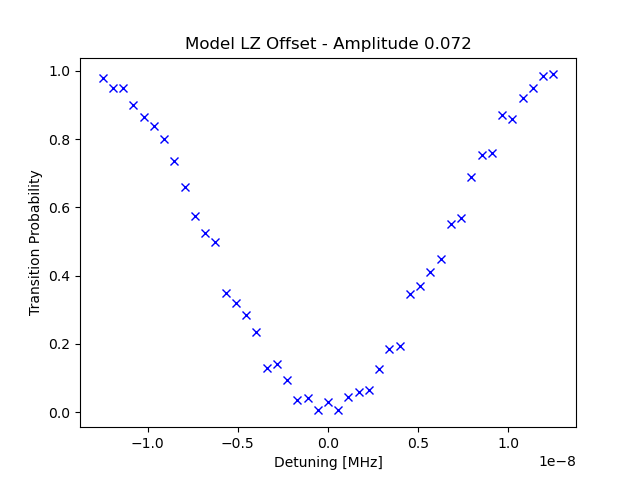 Model LZ Offset - Amplitude 0.072
Transition Probability
1.0
0.8
0.6
0.4
0.2
0.0
−1.0 −0.5 0.0 0.5 1.0
1e−8
Detuning [MHz]